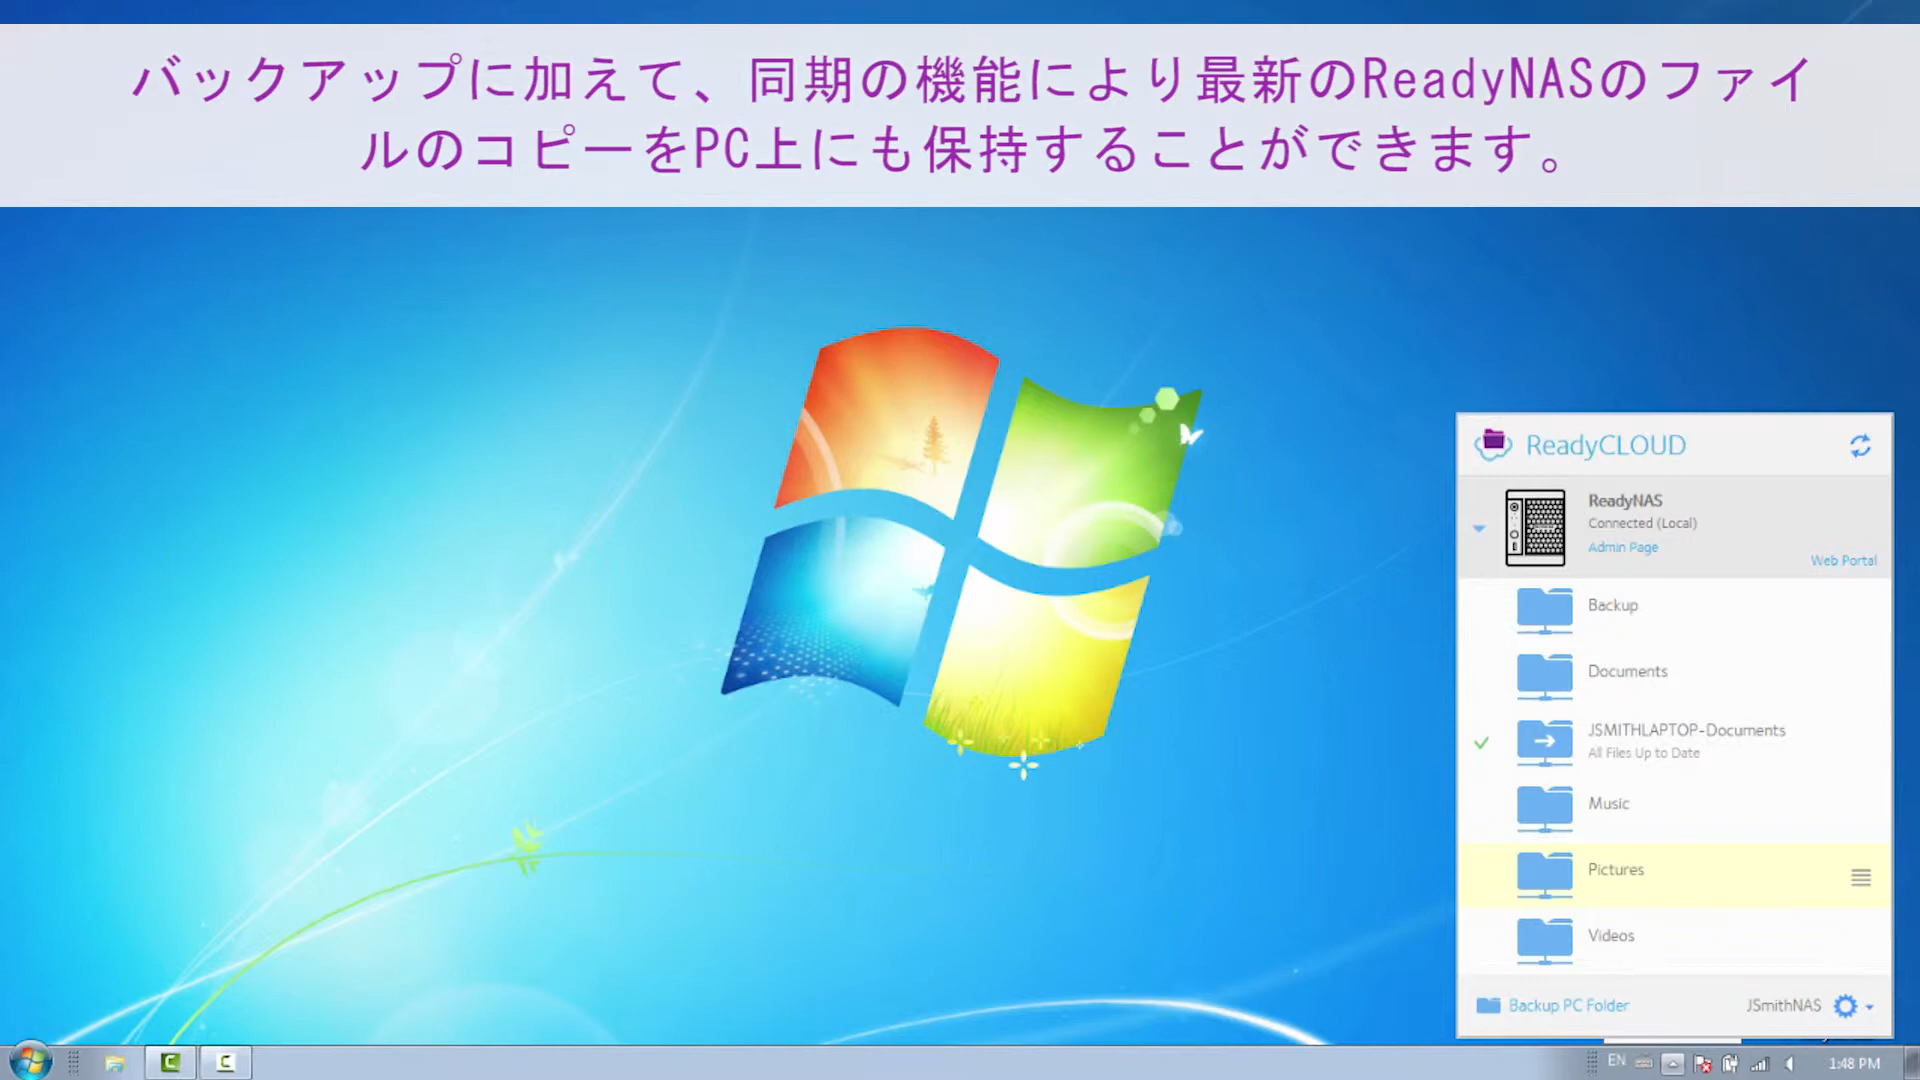 バックアップに加えて、同期の機能により最新のReadyNASのファイ
ルのコピーをPC上にも保持することができます。
ReadyCLOUD
ReadyNAS
Connected (Local)
Admin Page
Web Portal
Backup
Documents
JSMITHLAPTOP-Documents
All Files Up to Date
Music
Pictures
Videos
Backup PC Folder
JSmithNAS
EN
1:48 PM